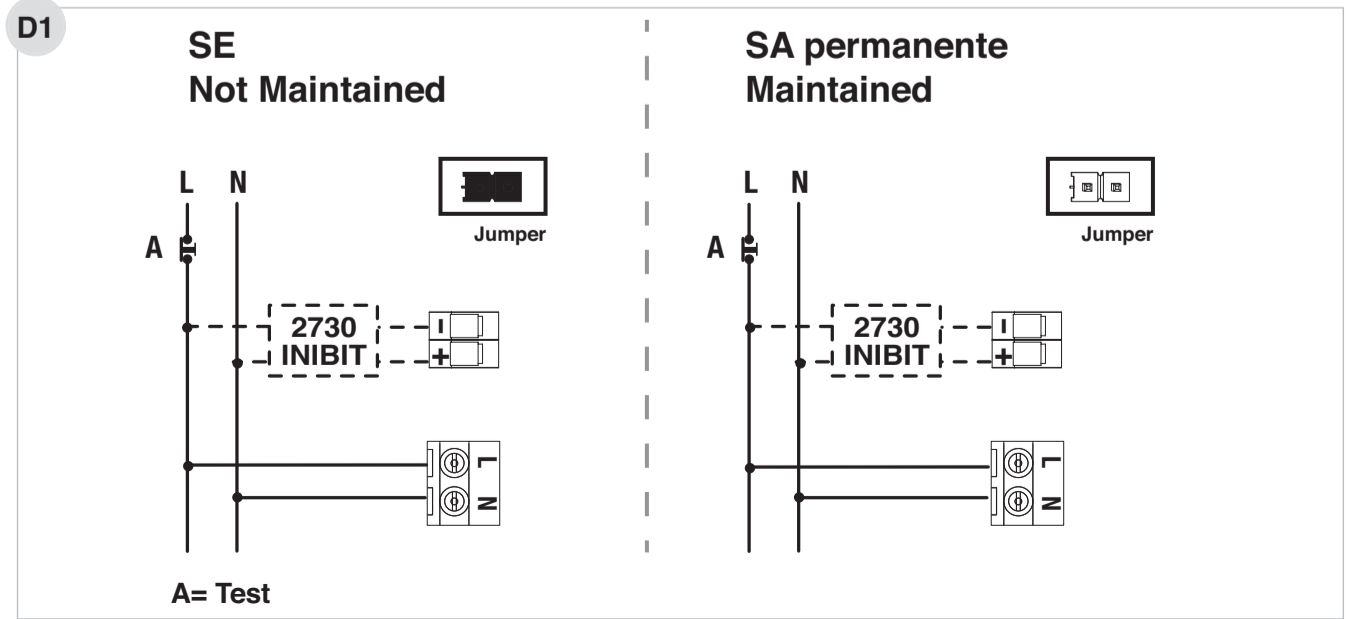 D1
SE
Not Maintained
L N
Jumper
A
2730
INIBIT
-
+
L
N
A= Test
SA permanente
Maintained
L N
Jumper
A
2730
INIBIT
-
+
L
N